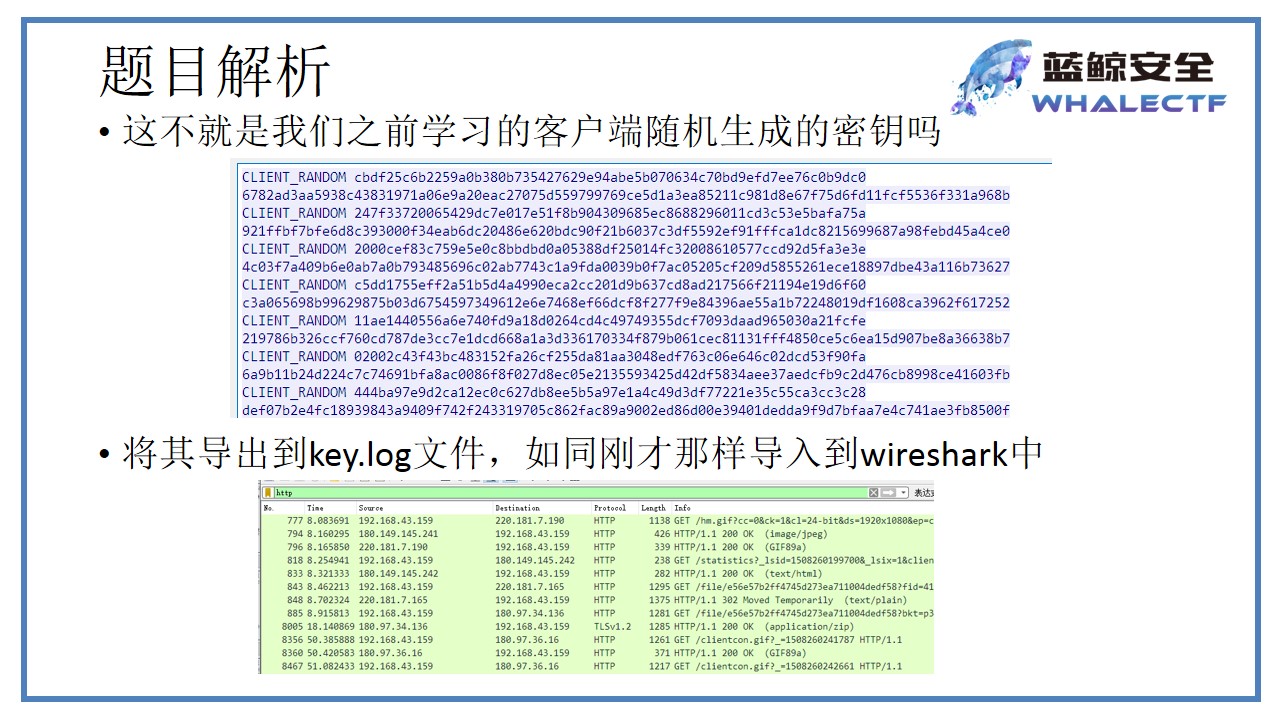 题目解析
蓝鲸安全
WHALECTF
• 这不就是我们之前学习的客户端随机生成的密钥吗
CLIENT_RANDOM cbdf25c6b2259a0b380b735427629e94abe5b070634c70bd9efd7ee76c0b9dc0
6782ad3aa5938c43831971a06e9a20eac27075d559799769ce5d1a3ea85211c981d8e67f75d6fd11fcf5536f331a968b
CLIENT_RANDOM 247f33720065429dc7e017e51f8b904309685ec8688296011cd3c53e5bafa75a
921ffbf7bfe6d8c393000f34eab6dc20486e620bdc90f21b6037c3df5592ef91fffca1dc8215699687a98febd45a4ce0
CLIENT_RANDOM 2000cef83c759e5e0c8bbdbd0a05388df25014fc32008610577ccd92d5fa3e3e
4c03f7a409b6e0ab7a0b793485696c02ab7743c1a9fda0039b0f7ac05205cf209d5855261ece18897dbe43a116b73627
CLIENT_RANDOM c5dd1755eff2a51b5d4a4990eca2cc201d9b637cd8ad217566f21194e19d6f60
c3a065698b99629875b03d6754597349612e6e7468ef66dcf8f277f9e84396ae55a1b72248019df1608ca3962f617252
CLIENT_RANDOM 11ae1440556a6e740fd9a18d0264cd4c49749355dcf7093daad965030a21fcfe
219786b326ccf760cd787de3cc7e1dcd668a1a3d336170334f879b061cec81131fff4850ce5c6ea15d907be8a36638b7
CLIENT_RANDOM 02002c43f43bc483152fa26cf255da81aa3048edf763c06e646c02dcd53f90fa
6a9b11b24d224c7c74691bfa8ac0086f8f027d8ec05e2135593425d42df5834aee37aedcfb9c2d476cb8998ce41603fb
CLIENT_RANDOM 444ba97e9d2ca12ec0c627db8ee5b5a97e1a4c49d3df77221e35c55ca3cc3c28
def07b2e4fc18939843a9409f742f243319705c862fac89a9002ed86d00e39401dedda9f9d7bfaa7e4c741ae3fb8500f
• 将其导出到key.log文件，如同刚才那样导入到wireshark中
http 表达
No. Time Source Destination Protocol Length Info
777 8.083691 192.168.43.159 220.181.7.190 HTTP 1138 GET /hm.gif?cc=0&ck=1&cl=24-bit&ds=1920x1080&ep=c
794 8.160295 180.149.145.241 192.168.43.159 HTTP 426 HTTP/1.1 200 OK (image/jpeg)
796 8.165850 220.181.7.190 192.168.43.159 HTTP 339 HTTP/1.1 200 OK (GIF89a)
818 8.254941 192.168.43.159 180.149.145.242 HTTP 238 GET /statistics?_lsid=1508260199700&_lsix=1&clien
833 8.321333 180.149.145.242 192.168.43.159 HTTP 282 HTTP/1.1 200 OK (text/html)
843 8.462213 192.168.43.159 220.181.7.165 HTTP 1295 GET /file/e56e57b2ff4745d273ea711004dedf58?fid=41
848 8.702324 220.181.7.165 192.168.43.159 HTTP 1375 HTTP/1.1 302 Moved Temporarily (text/plain)
885 8.915813 192.168.43.159 180.97.34.136 HTTP 1281 GET /file/e56e57b2ff4745d273ea711004dedf58?bkt=p3
8005 18.140869 180.97.34.136 192.168.43.159 TLSv1.2 1285 HTTP/1.1 200 OK (application/zip)
8356 50.385888 192.168.43.159 180.97.36.16 HTTP 1261 GET /clientcon.gif?_=1508260241787 HTTP/1.1
8360 50.420583 180.97.36.16 192.168.43.159 HTTP 371 HTTP/1.1 200 OK (GIF89a)
8467 51.082433 192.168.43.159 180.97.36.16 HTTP 1217 GET /clientcon.gif?_=1508260242661 HTTP/1.1